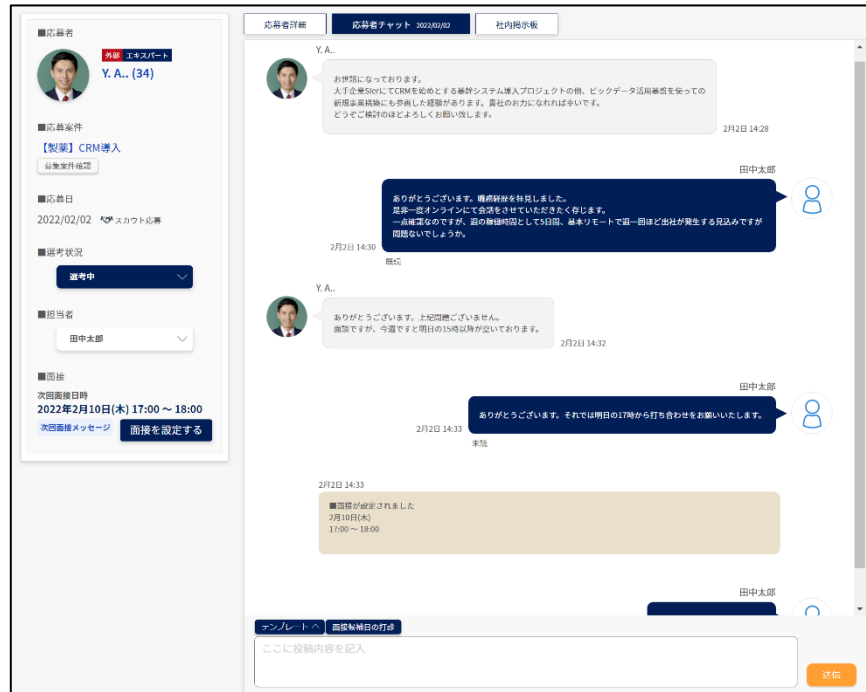 ■応募者
外部 エキスパート
Y. A.. (34)
■応募案件
【製薬】CRM導入
募集案件確認
■応募日
2022/02/02 スカウト応募
■選考状況
選考中
■担当者
田中太郎
■面接
次回面接日時
2022年2月10日(木) 17:00 ～ 18:00
次回面接メッセージ 面接を設定する
応募者詳細 応募者チャット 2022/02/02 社内掲示板
Y. A..
お世話になっております。
大手企業SIerにてCRMを始めとする基幹システム導入プロジェクトの他、ビックデータ活用基盤を使っての
新規事業構築にも参画した経験があります。貴社のお力になれれば幸いです。
どうぞご検討のほどよろしくお願い致します。
2月2日 14:28
田中太郎
ありがとうございます。職務経歴を拝見しました。
是非一度オンラインにて会話をさせていただきたく存じます。
一点確認なのですが、週の稼働時間として5日間、基本リモートで週一回ほど出社が発生する見込みですが
問題ないでしょうか。
2月2日 14:30
既読
Y. A..
ありがとうございます。上記問題ございません。
面談ですが、今週ですと明日の15時以降が空いております。
2月2日 14:32
田中太郎
ありがとうございます。それでは明日の17時から打ち合わせをお願いいたします。
2月2日 14:33
未読
2月2日 14:33
■面接が設定されました
2月10日(木)
17:00 ～ 18:00
田中太郎
テンプレート 面接候補日の打診
ここに投稿内容を記入
送信